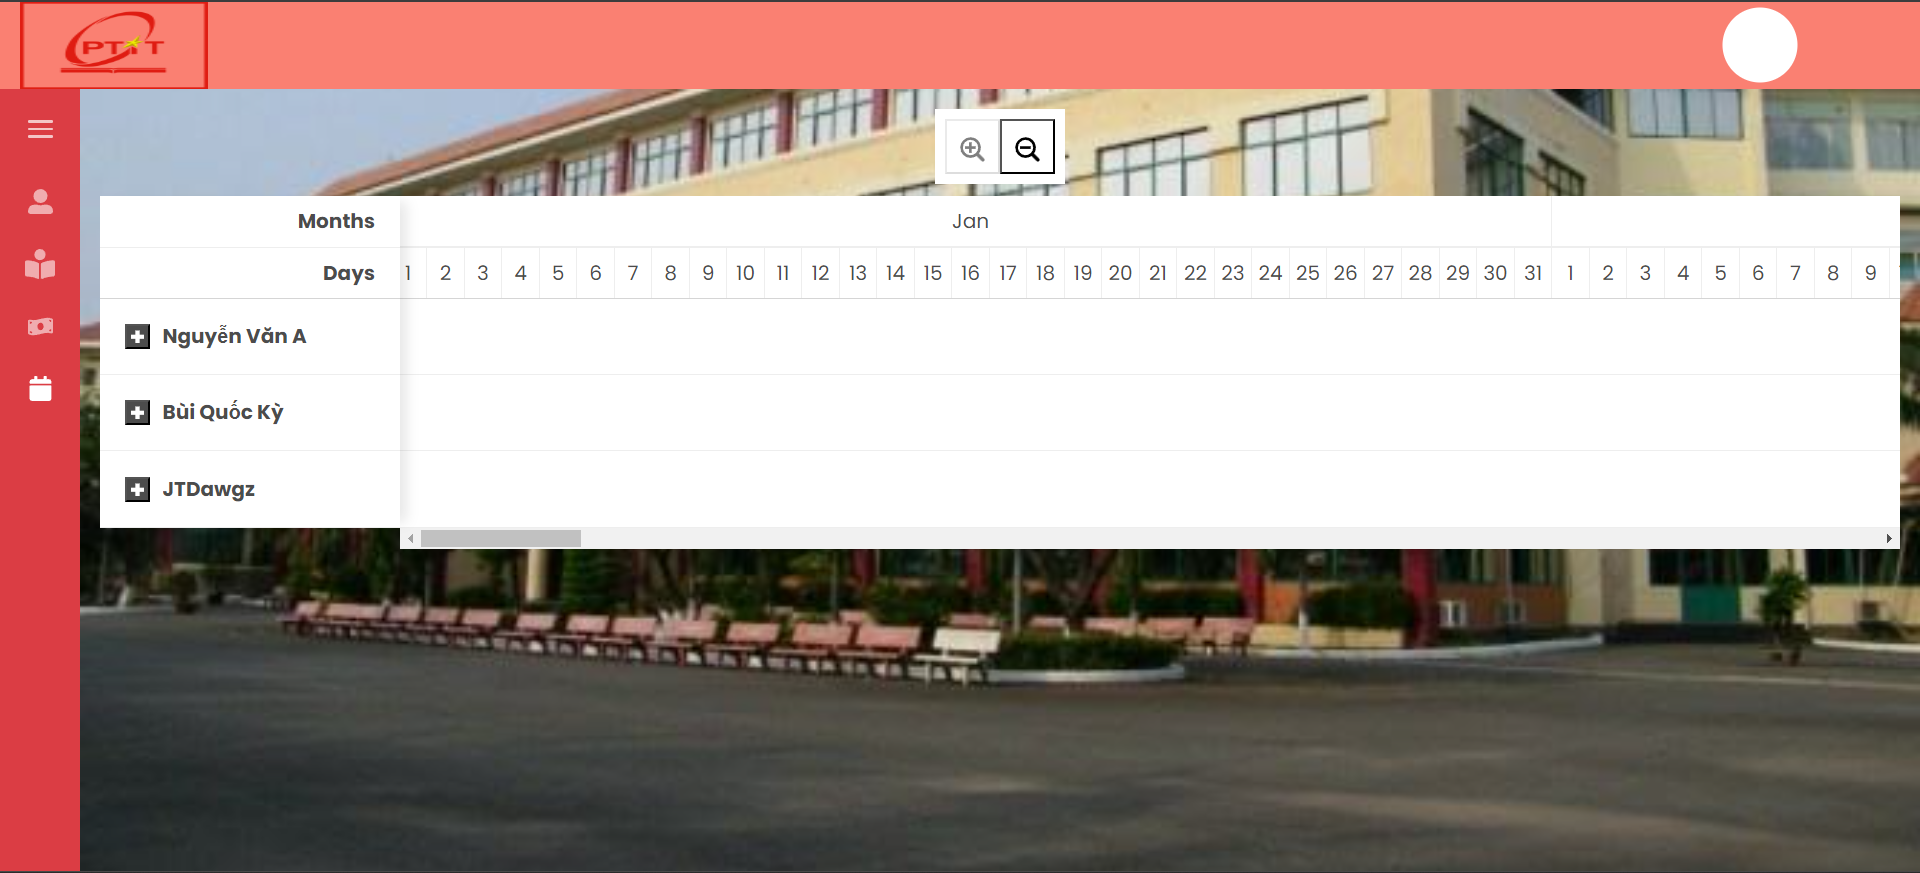 PTIT
Months Jan
Days 1 2 3 4 5 6 7 8 9 10 11 12 13 14 15 16 17 18 19 20 21 22 23 24 25 26 27 28 29 30 31 1 2 3 4 5 6 7 8 9
Nguyễn Văn A
Bùi Quốc Kỳ
JTDawgz